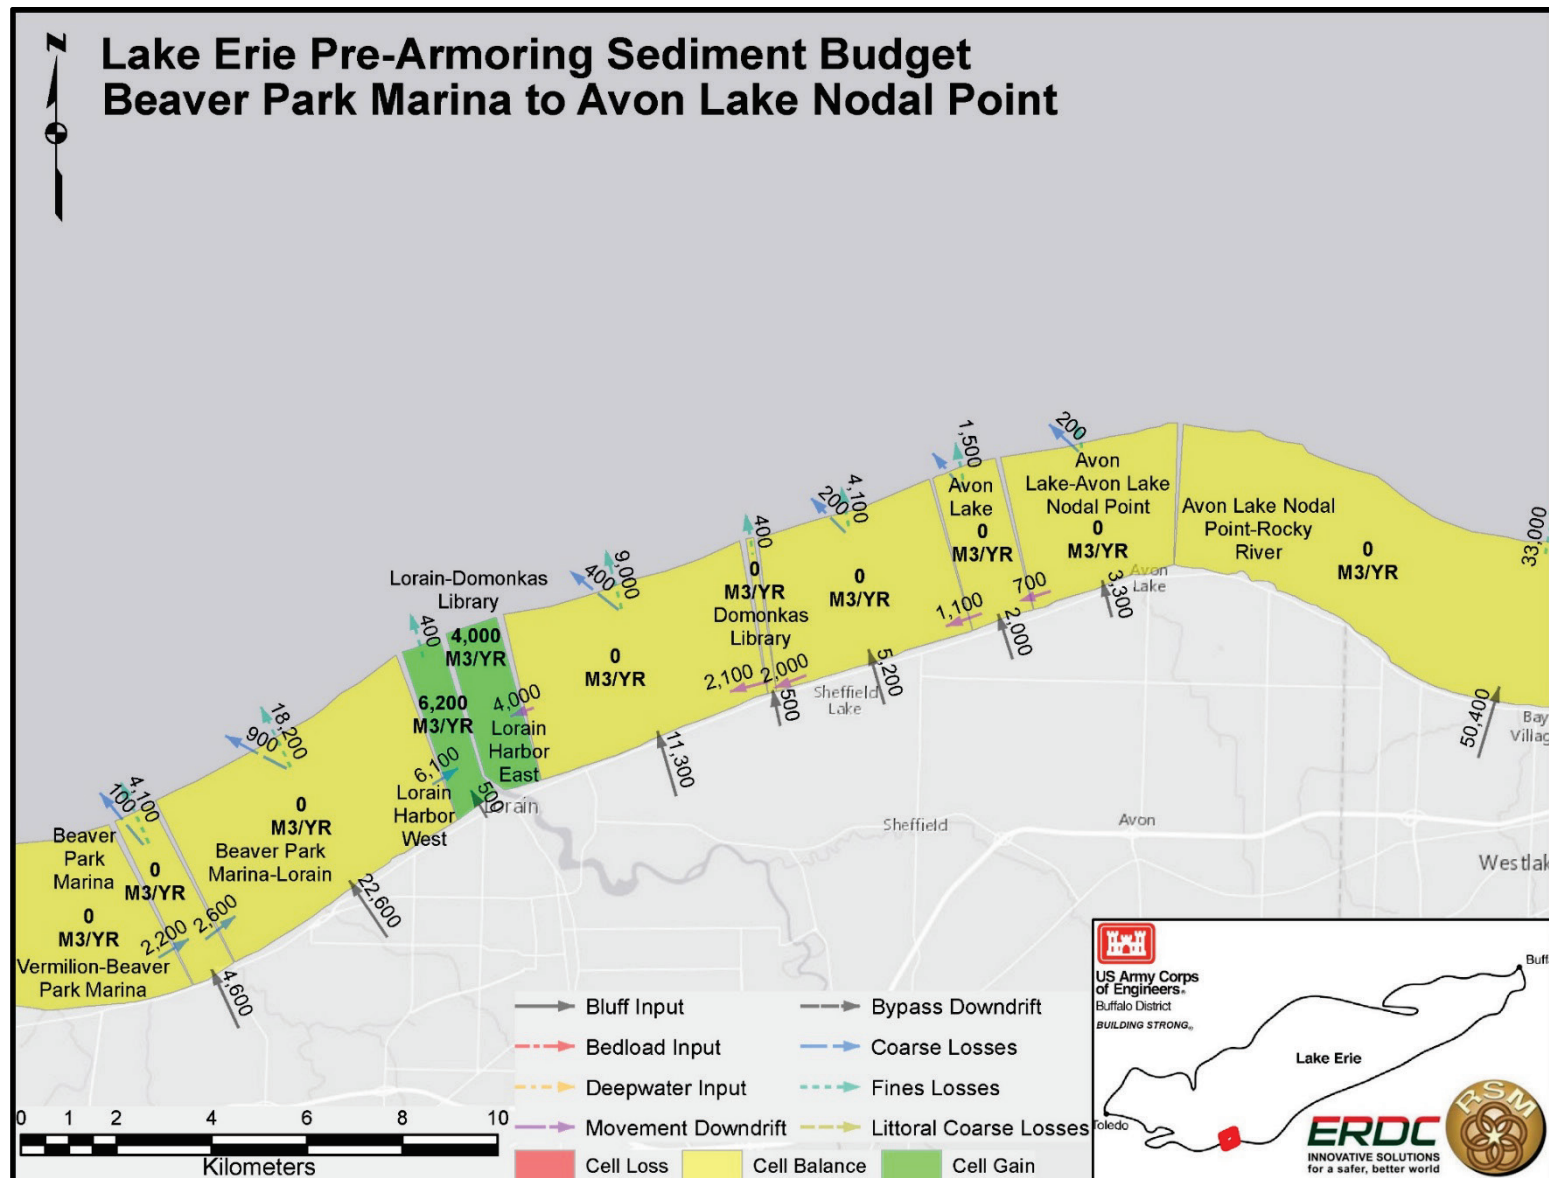 Lake Erie Pre-Armoring Sediment Budget
Beaver Park Marina to Avon Lake Nodal Point
N
200
1,500
4,100
200
400
9,000
400
400
18,200
900
4,100
100
33,000
Avon
Lake-Avon Lake
Nodal Point
0
M3/YR
Avon
Lake
0
M3/YR
Avon Lake Nodal
Point-Rocky
River
0
M3/YR
Lorain-Domonkas
Library
0
M3/YR
Domonkas
Library
0
M3/YR
0
M3/YR
4,000
M3/YR
6,200
M3/YR
Lorain
Harbor
East
Lorain
Harbor
West
0
M3/YR
Beaver Park
Marina-Lorain
Beaver
Park
Marina
0
M3/YR
0
M3/YR
Vermilion-Beaver
Park Marina
700
1,100
2,000
2,100
4,000
6,100
2,600
2,200
3,300
2,000
5,200
500
11,300
500
22,600
4,600
50,400
Avon
Lake
Sheffield
Lake
Lorain
Sheffield
Avon
Bay
Villag
Westlak
Bluff Input
Bypass Downdrift
Bedload Input
Coarse Losses
Deepwater Input
Fines Losses
Movement Downdrift
Littoral Coarse Losses
Cell Loss
Cell Balance
Cell Gain
0 1 2 4 6 8 10
Kilometers
US Army Corps
of Engineers®
Buffalo District
BUILDING STRONG®
Buff
Lake Erie
Toledo
ERDC
INNOVATIVE SOLUTIONS
for a safer, better world
RSM